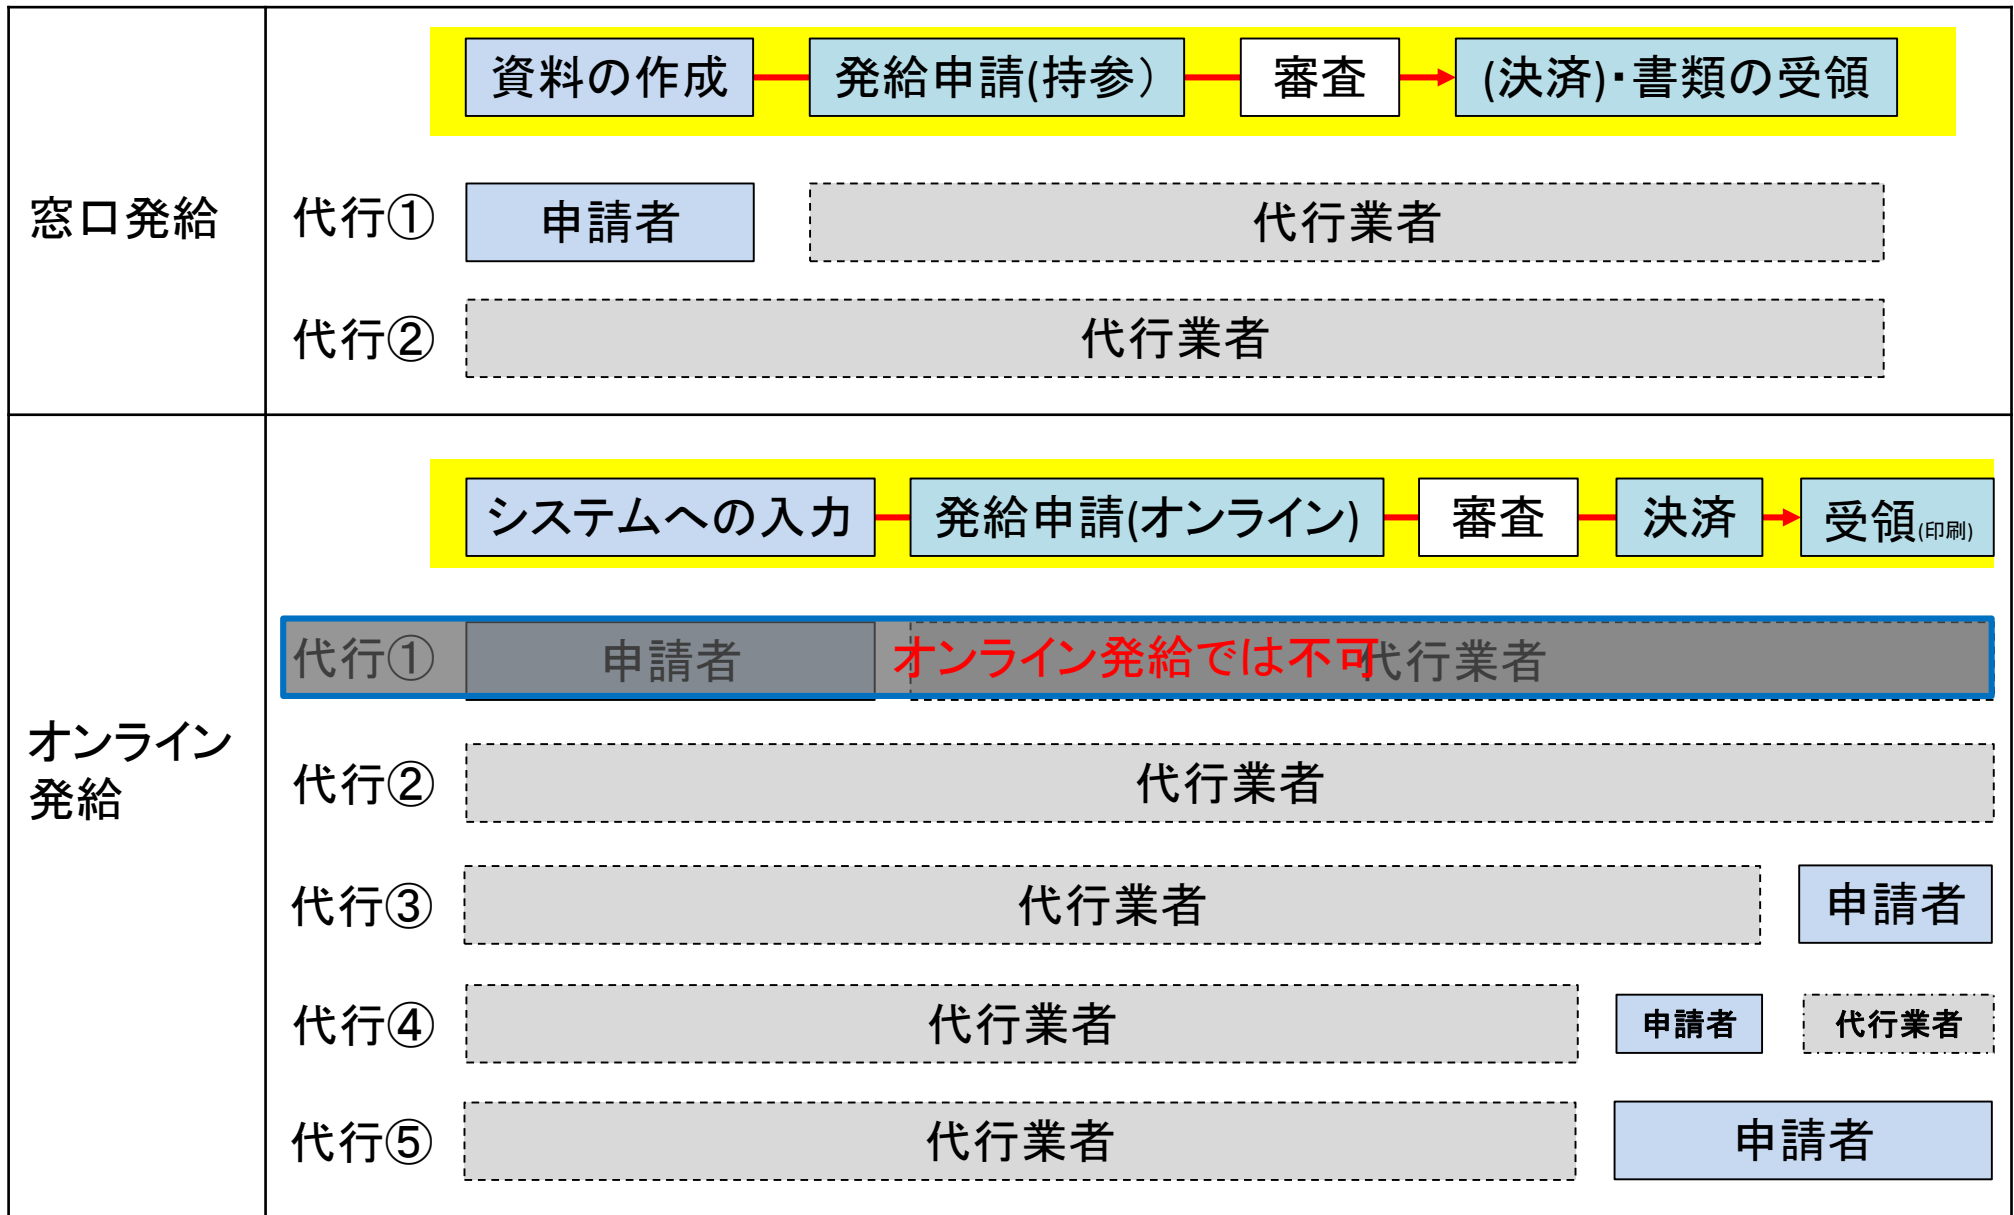 資料の作成 発給申請(持参) 審査 (決済)・書類の受領
窓口発給
代行① 申請者 代行業者
代行② 代行業者
システムへの入力 発給申請(オンライン) 審査 決済 受領(印刷)
オンライン
発給
代行① 申請者 オンライン発給では不可 代行業者
代行② 代行業者
代行③ 代行業者 申請者
代行④ 代行業者 申請者 代行業者
代行⑤ 代行業者 申請者